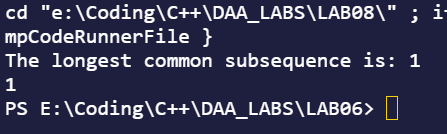 cd "e:\Coding\C++\DAA_LABS\LAB08\" ; i
mpCodeRunnerFile }
The longest common subsequence is: 1
1
PS E:\Coding\C++\DAA_LABS\LAB06>